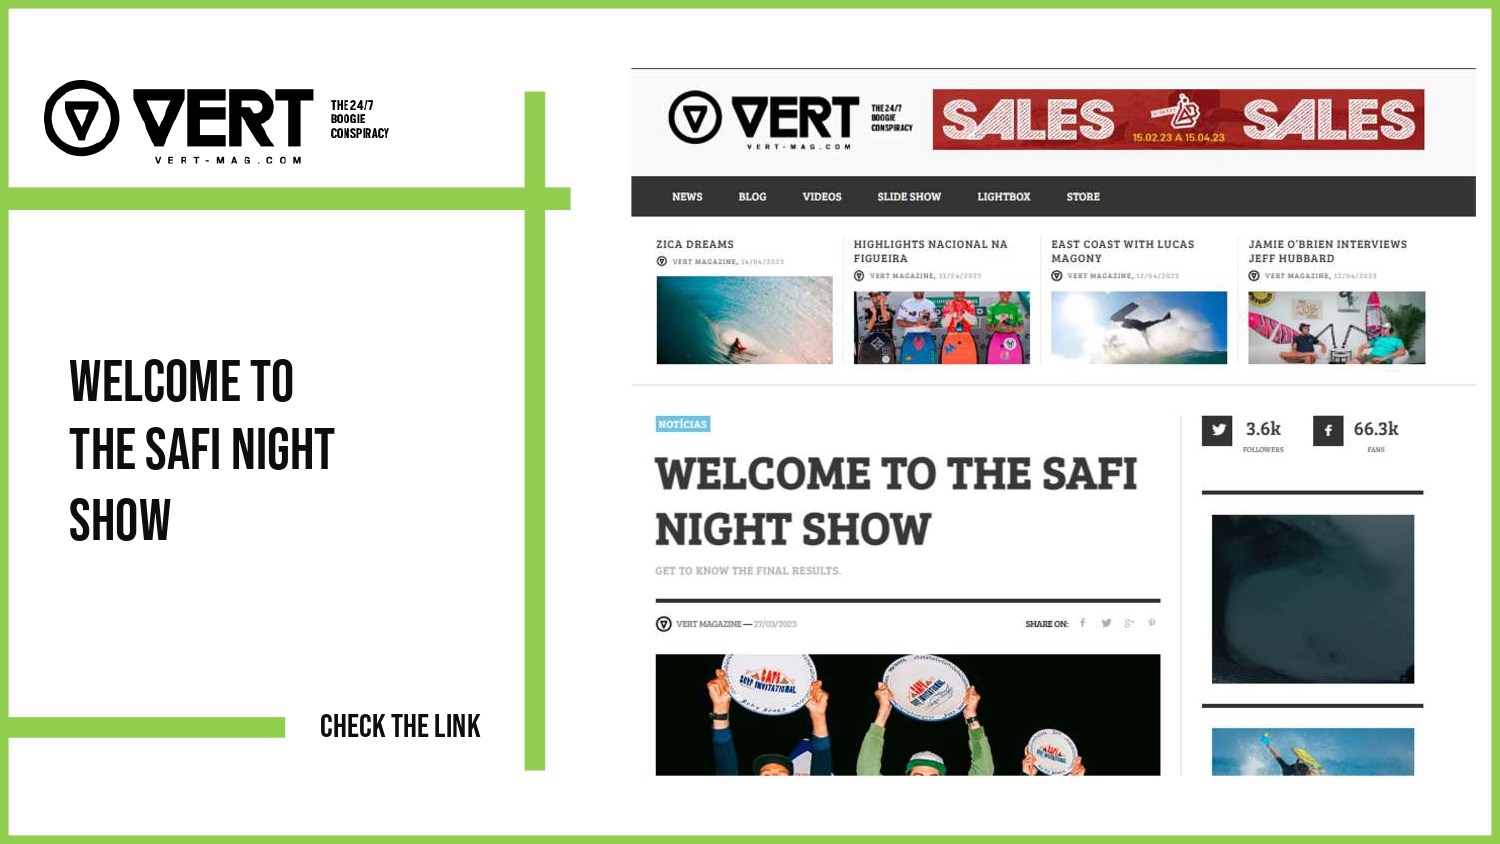 VERT
VERT-MAG.COM
THE 24/7
BOOGIE
CONSPIRACY
WELCOME TO
THE SAFI NIGHT
SHOW
CHECK THE LINK
VERT
VERT-MAG.COM
THE 24/7
BOOGIE
CONSPIRACY
SALES
15.02.23 A 15.04.23
SALES
NEWS BLOG VIDEOS SLIDE SHOW LIGHTBOX STORE
ZICA DREAMS
VERT MAGAZINE, 14/04/2023
HIGHLIGHTS NACIONAL NA
FIGUEIRA
VERT MAGAZINE, 13/04/2023
EAST COAST WITH LUCAS
MAGONY
VERT MAGAZINE, 12/04/2023
JAMIE O'BRIEN INTERVIEWS
JEFF HUBBARD
VERT MAGAZINE, 12/04/2023
NOTÍCIAS
WELCOME TO THE SAFI
NIGHT SHOW
GET TO KNOW THE FINAL RESULTS.
VERT MAGAZINE — 27/03/2023
SHARE ON:
3.6k
FOLLOWERS
66.3k
FANS
SAFI
SURF INVITATIONAL
SAFI
INVITATIONAL
SAFI
INVITATIONAL